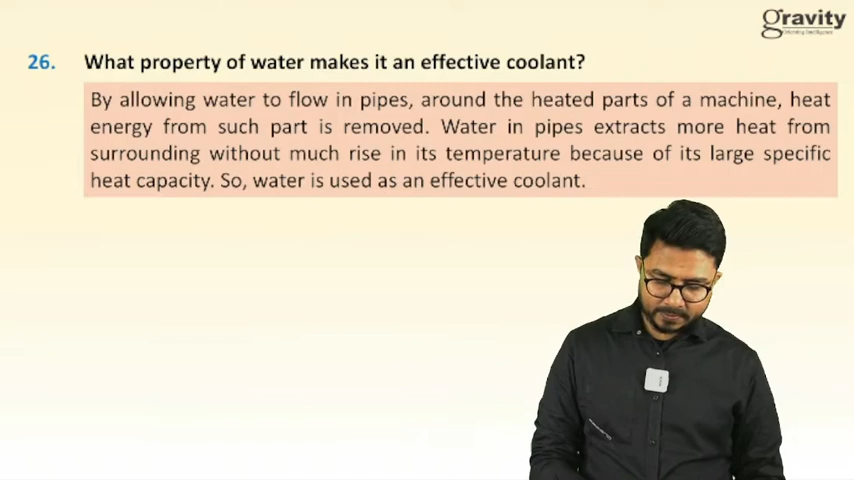 gravity
26. What property of water makes it an effective coolant?
By allowing water to flow in pipes, around the heated parts of a machine, heat
energy from such part is removed. Water in pipes extracts more heat from
surrounding without much rise in its temperature because of its large specific
heat capacity. So, water is used as an effective coolant.